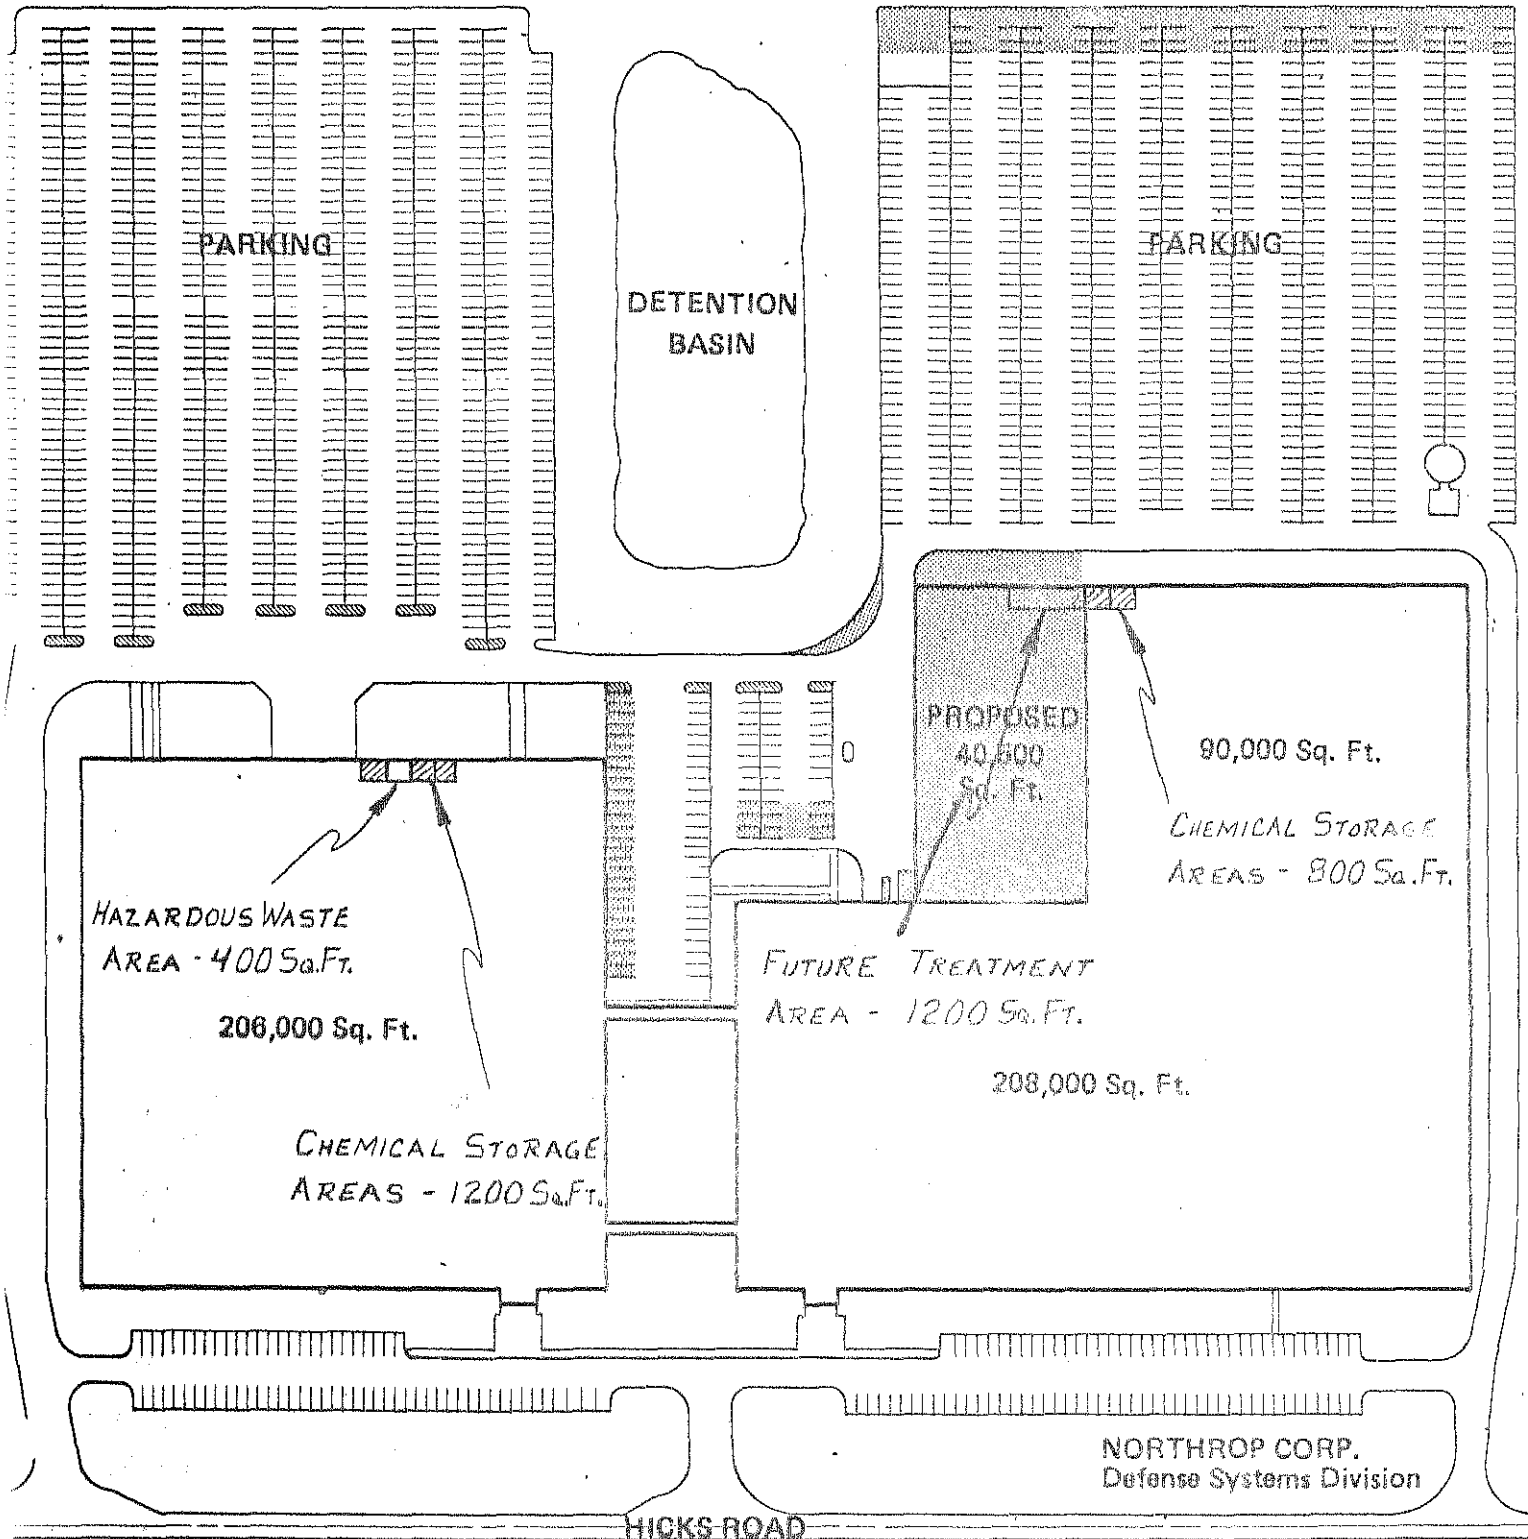 PARKING
PARKING
DETENTION
BASIN
PROPOSED
40,600
Sq. Ft.
90,000 Sq. Ft.
0
CHEMICAL STORAGE
AREAS - 800 SQ.FT.
HAZARDOUS WASTE
AREA - 400 SQ.FT.
206,000 Sq. Ft.
FUTURE TREATMENT
AREA - 1200 SQ.FT.
208,000 Sq. Ft.
CHEMICAL STORAGE
AREAS - 1200 SQ.FT.
NORTHROP CORP.
Defense Systems Division
HICKS ROAD